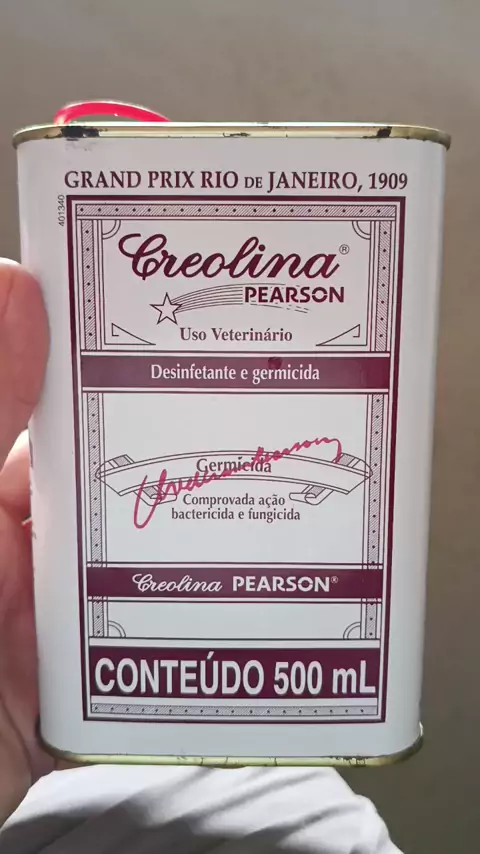 GRAND PRIX RIO DE JANEIRO, 1909
401340
Creolina®
PEARSON
Uso Veterinário
Desinfetante e germicida
Germicida
Comprovada ação
bactericida e fungicida
Creolina PEARSON®
CONTEÚDO 500 mL